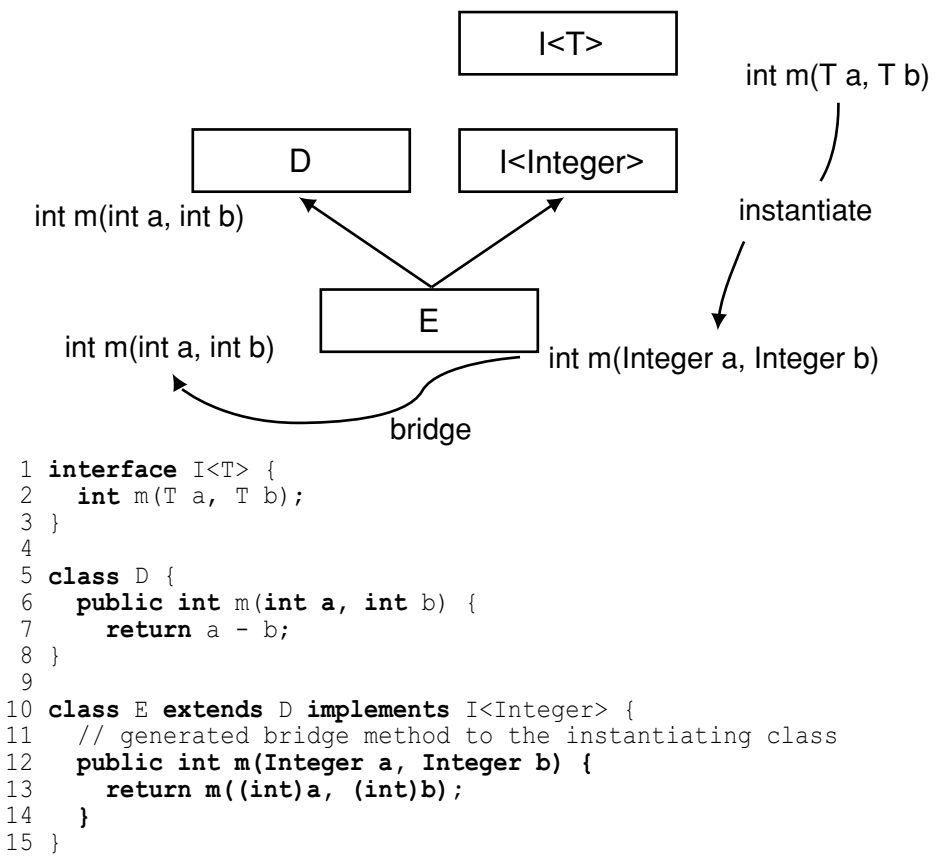 I<T>
int m(T a, T b)
D
I<Integer>
int m(int a, int b)
instantiate
E
int m(int a, int b)
int m(Integer a, Integer b)
bridge
1 interface I<T> {
2   int m(T a, T b);
3 }
4
5 class D {
6   public int m(int a, int b) {
7     return a - b;
8 }
9
10 class E extends D implements I<Integer> {
11   // generated bridge method to the instantiating class
12   public int m(Integer a, Integer b) {
13     return m((int)a, (int)b);
14   }
15 }